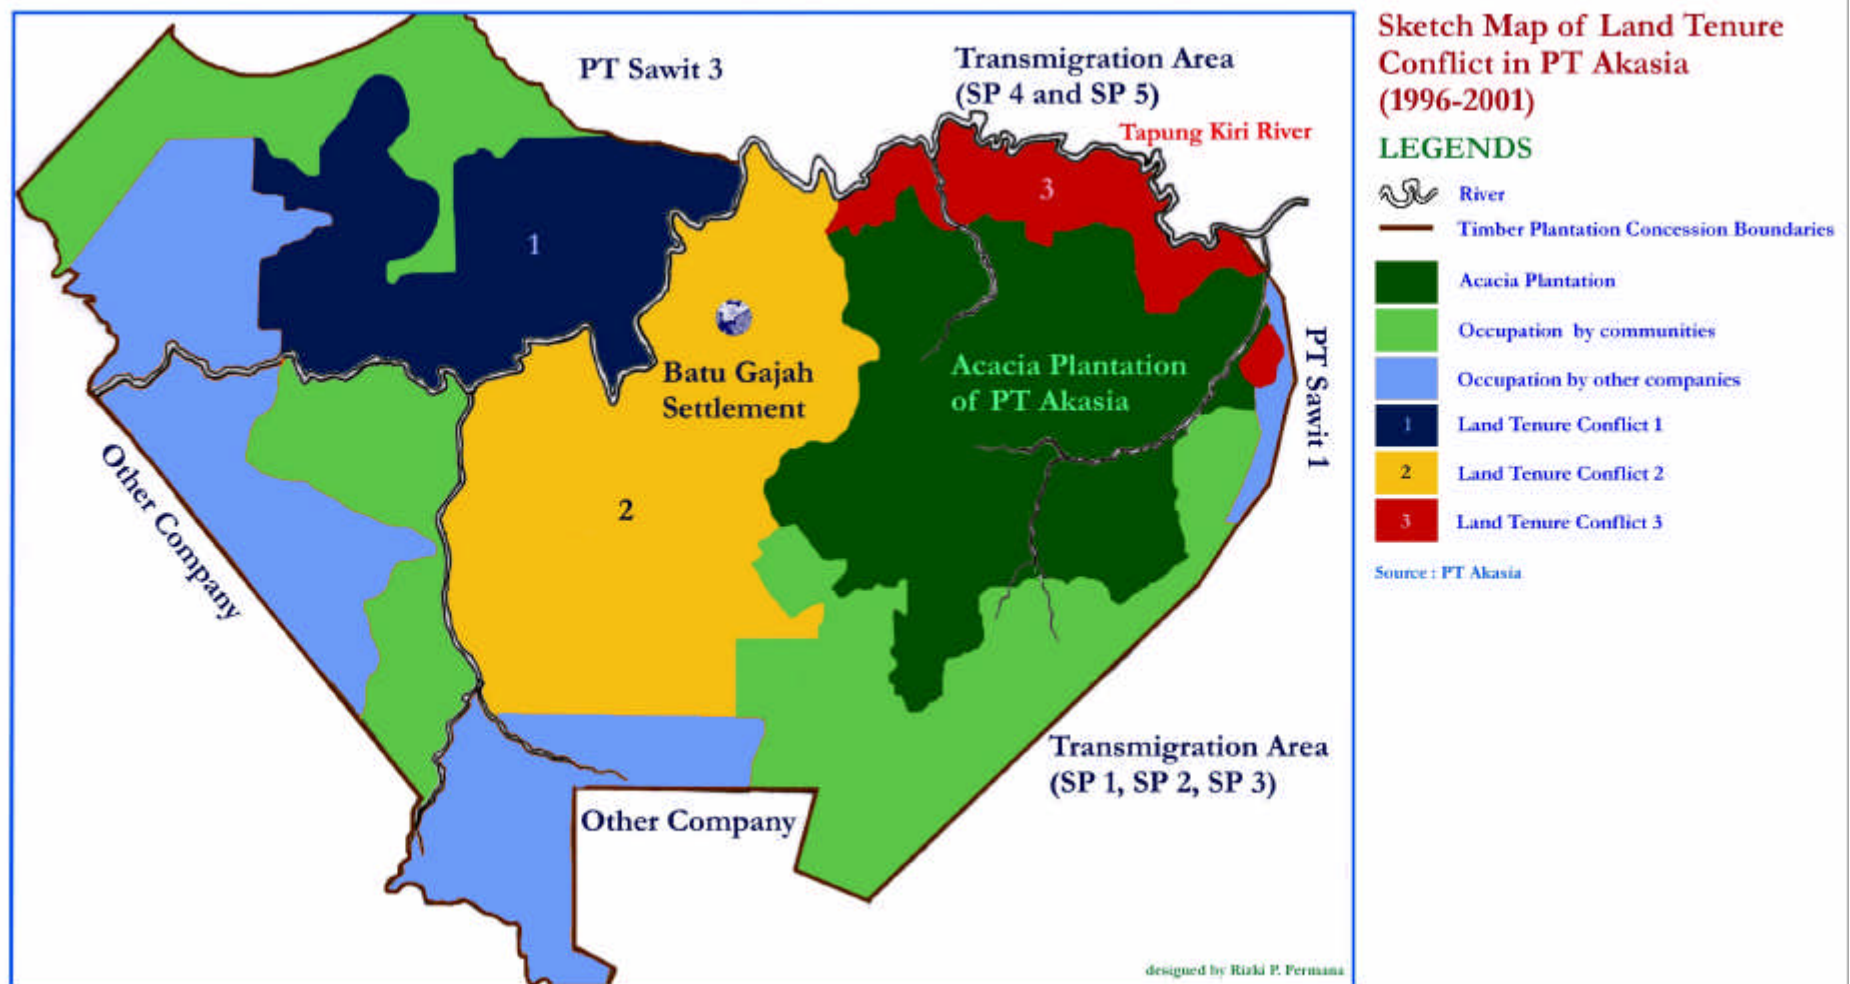 Sketch Map of Land Tenure
Conflict in PT Akasia
(1996-2001)
LEGENDS
River
Timber Plantation Concession Boundaries
Acacia Plantation
Occupation by communities
Occupation by other companies
1 Land Tenure Conflict 1
2 Land Tenure Conflict 2
3 Land Tenure Conflict 3
Source : PT Akasia
PT Sawit 3
Transmigration Area
(SP 4 and SP 5)
Tapung Kiri River
3
1
PT Sawit 1
Batu Gajah
Settlement
Acacia Plantation
of PT Akasia
Other Company
2
Transmigration Area
(SP 1, SP 2, SP 3)
Other Company
designed by Rizki P. Permana